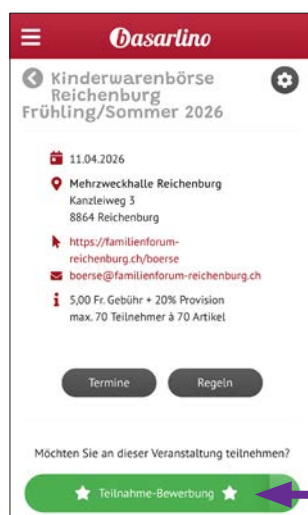 basarlino
Kinderwarenbörse
Reichenburg
Frühling/Sommer 2026
11.04.2026
Mehrzweckhalle Reichenburg
Kanzleiweg 3
8864 Reichenburg
https://familienforum-
reichenburg.ch/boerse
boerse@familienforum-reichenburg.ch
5,00 Fr. Gebühr + 20% Provision
max. 70 Teilnehmer à 70 Artikel
Termine Regeln
Möchten Sie an dieser Veranstaltung teilnehmen?
Teilnahme-Bewerbung